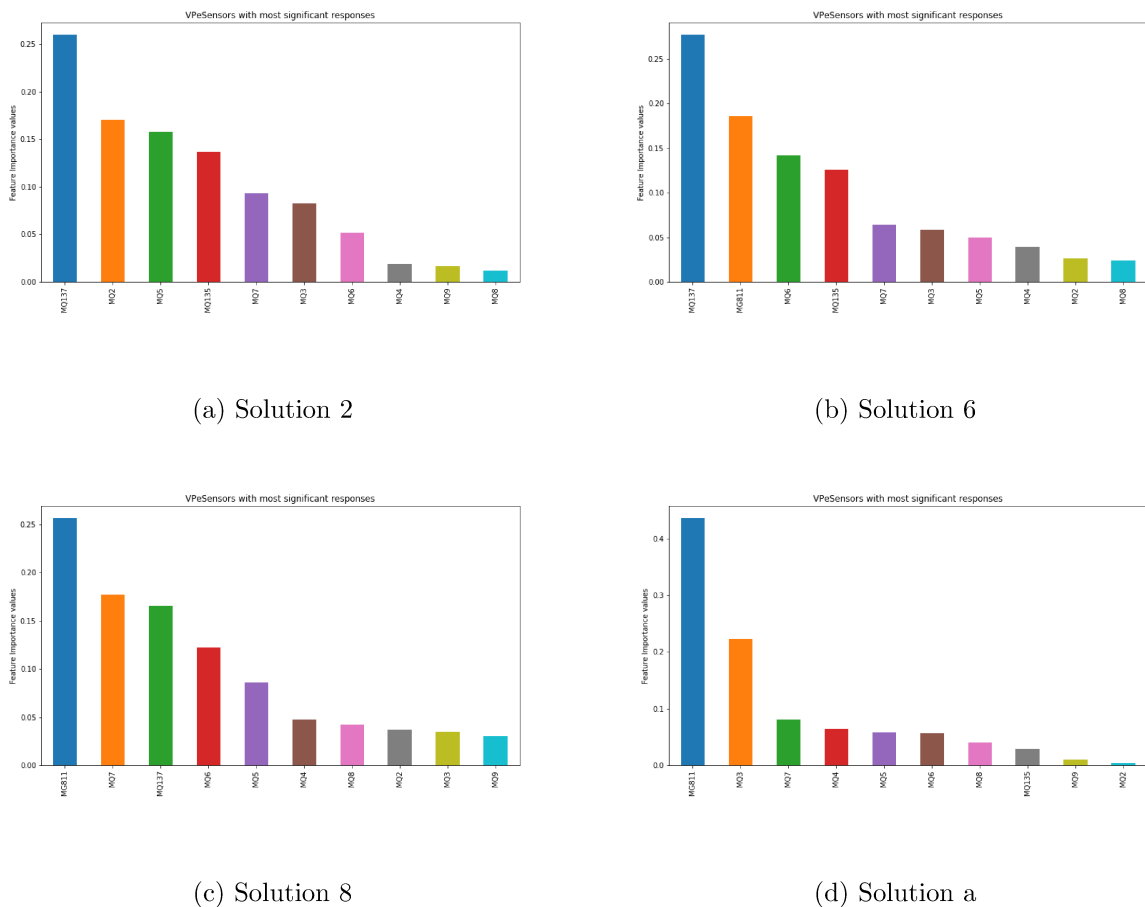 VPeSensors with most significant responses
Feature Importance values
0.25
0.20
0.15
0.10
0.05
0.00
MQ137 MQ2 MQ5 MQ135 MQ7 MQ3 MQ6 MQ4 MQ9 MQ8
(a) Solution 2
VPeSensors with most significant responses
Feature Importance values
0.25
0.20
0.15
0.10
0.05
0.00
MQ137 MG811 MQ6 MQ135 MQ7 MQ3 MQ5 MQ4 MQ2 MQ8
(b) Solution 6
VPeSensors with most significant responses
Feature Importance values
0.25
0.20
0.15
0.10
0.05
0.00
MG811 MQ7 MQ137 MQ6 MQ5 MQ4 MQ8 MQ2 MQ3 MQ9
(c) Solution 8
VPeSensors with most significant responses
Feature Importance values
0.4
0.3
0.2
0.1
0.0
MG811 MQ3 MQ7 MQ4 MQ5 MQ6 MQ8 MQ135 MQ9 MQ2
(d) Solution a